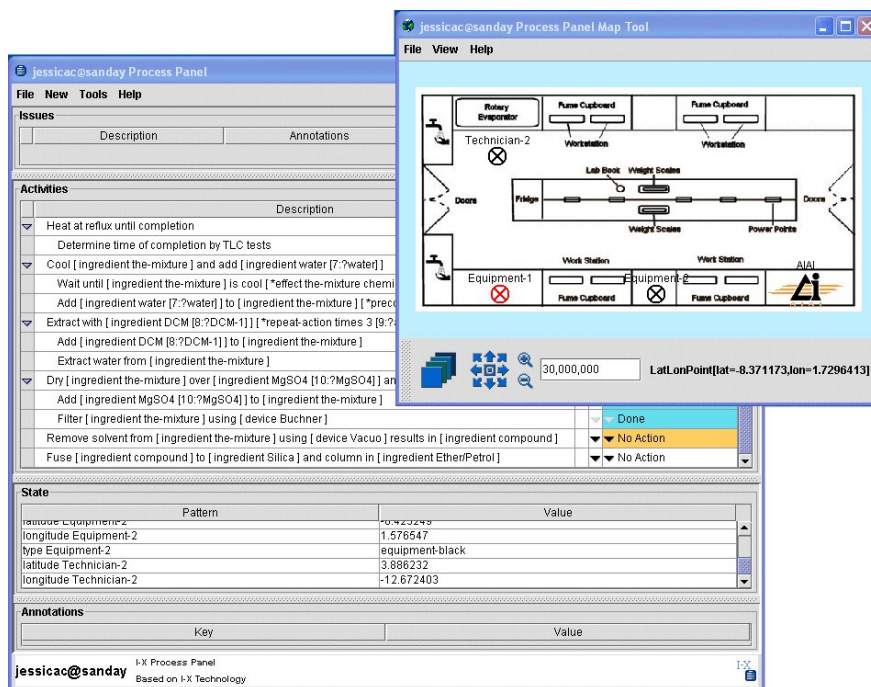 jessicac@sanday Process Panel Map Tool
File View Help
Rotary Evaporator
Fume Cupboard
Fume Cupboard
Technician-2
Workstation
Workstation
Lab Book
Weight Scales
Doors
Fridge
Doors
Weight Scales
Power Points
Work Station
Work Station
Equipment-1
Equipment-2
AIAI
Fume Cupboard
Fume Cupboard
30,000,000
LatLonPoint[lat=-8.371173,lon=1.7296413]
jessicac@sanday Process Panel
File New Tools Help
Issues
Description Annotations
Activities
Description
Heat at reflux until completion
Determine time of completion by TLC tests
Cool [ ingredient the-mixture ] and add [ ingredient water [7:?water] ]
Wait until [ ingredient the-mixture ] is cool [ *effect the-mixture chemi
Add [ ingredient water [7:?water] ] to [ ingredient the-mixture ] [ *prec
Extract with [ ingredient DCM [8:?DCM-1] ] [ *repeat-action times 3 [9:?
Add [ ingredient DCM [8:?DCM-1] ] to [ ingredient the-mixture ]
Extract water from [ ingredient the-mixture ]
Dry [ ingredient the-mixture ] over [ ingredient MgSO4 [10:?MgSO4] ] an
Add [ ingredient MgSO4 [10:?MgSO4] ] to [ ingredient the-mixture ]
Filter [ ingredient the-mixture ] using [ device Buchner ] Done
Remove solvent from [ ingredient the-mixture ] using [ device Vacuo ] results in [ ingredient compound ] No Action
Fuse [ ingredient compound ] to [ ingredient Silica ] and column in [ ingredient Ether/Petrol ] No Action
State
Pattern Value
latitude Equipment-2 -8.425249
longitude Equipment-2 1.576547
type Equipment-2 equipment-black
latitude Technician-2 3.886232
longitude Technician-2 -12.672403
Annotations
Key Value
jessicac@sanday
I-X Process Panel
Based on I-X Technology
I-X